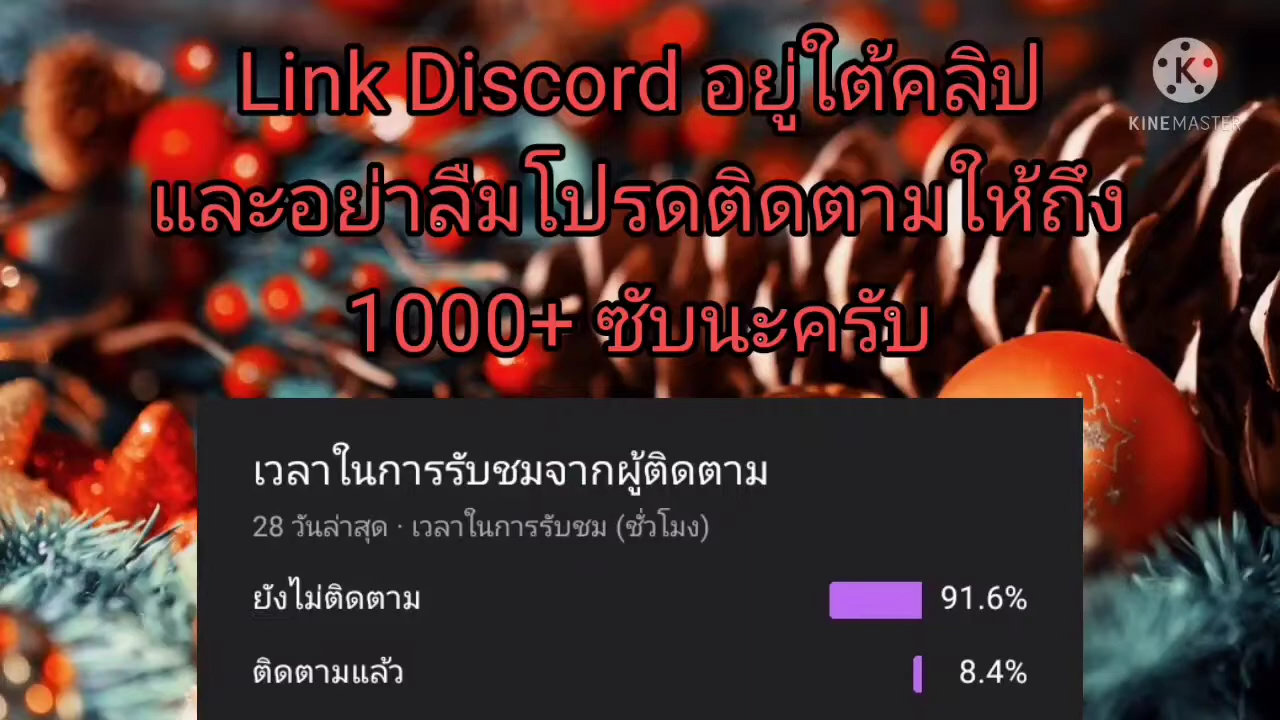 Link Discord อยู่ใต้คลิป
K
KINEMASTER
และอย่าลืมโปรดติดตามให้ถึง
1000+ ซับนะครับ
เวลาในการรับชมจากผู้ติดตาม
28 วันล่าสุด · เวลาในการรับชม (ชั่วโมง)
ยังไม่ติดตาม 91.6%
ติดตามแล้ว 8.4%